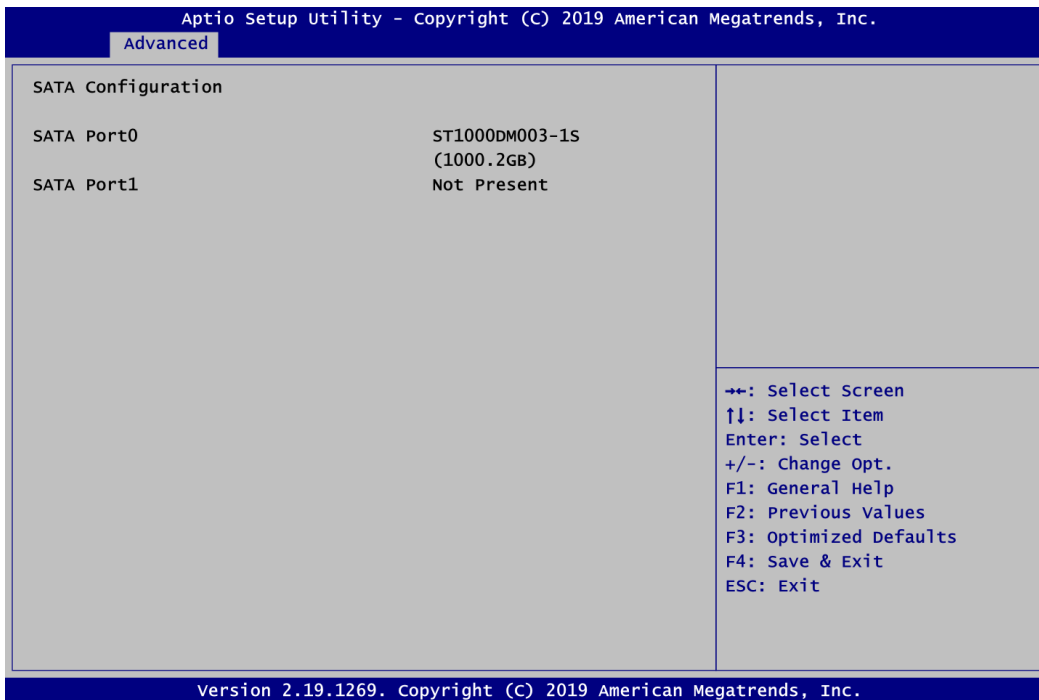 Aptio Setup Utility - Copyright (C) 2019 American Megatrends, Inc.
Advanced
SATA Configuration
SATA Port0 ST1000DM003-1S
(1000.2GB)
SATA Port1 Not Present
→←: Select Screen
↑↓: Select Item
Enter: Select
+/-: Change Opt.
F1: General Help
F2: Previous Values
F3: Optimized Defaults
F4: Save & Exit
ESC: Exit
Version 2.19.1269. Copyright (C) 2019 American Megatrends, Inc.